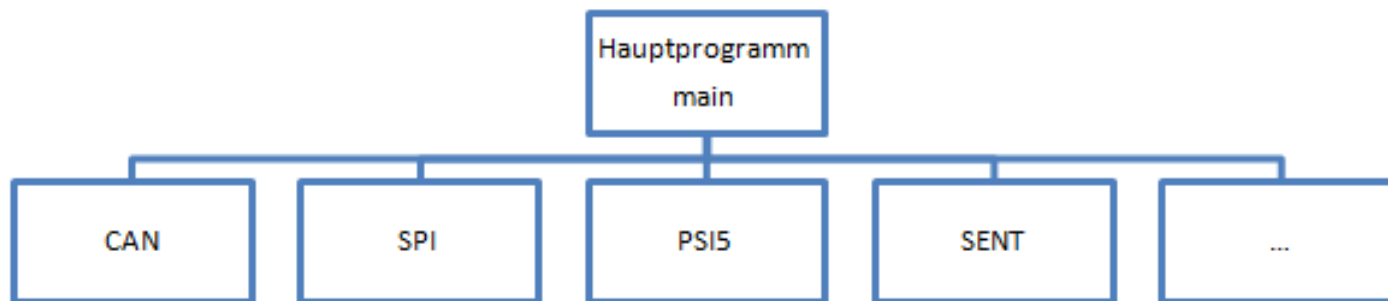 Hauptprogramm
main
CAN
SPI
PSI5
SENT
...